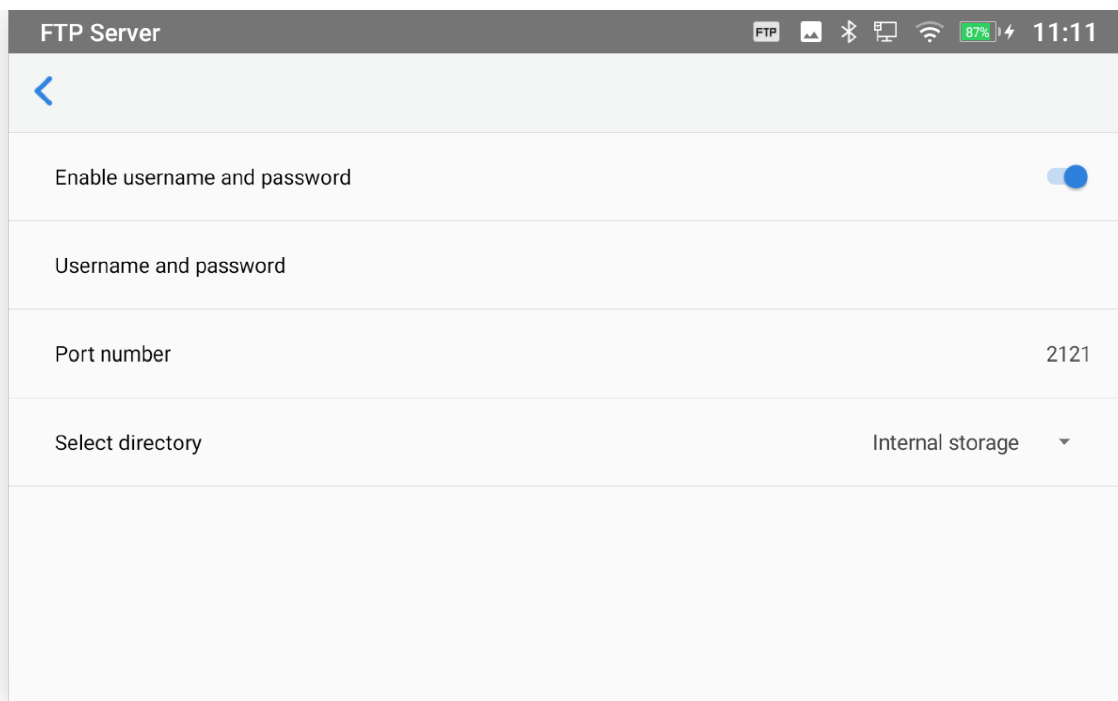 FTP Server FTP 87% 11:11
Enable username and password
Username and password
Port number 2121
Select directory Internal storage